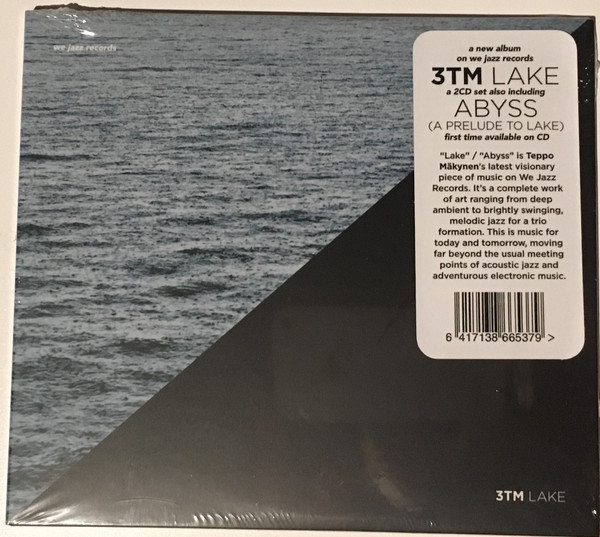 we jazz records
a new album
on we jazz records
3TM LAKE
a 2CD set also including
ABYSS
(A PRELUDE TO LAKE)
first time available on CD
"Lake" / "Abyss" is Teppo
Mäkynen's latest visionary
piece of music on We Jazz
Records. It's a complete work
of art ranging from deep
ambient to brightly swinging,
melodic jazz for a trio
formation. This is music for
today and tomorrow, moving
far beyond the usual meeting
points of acoustic jazz and
adventurous electronic music.
6 417138 665379 >
3TM LAKE